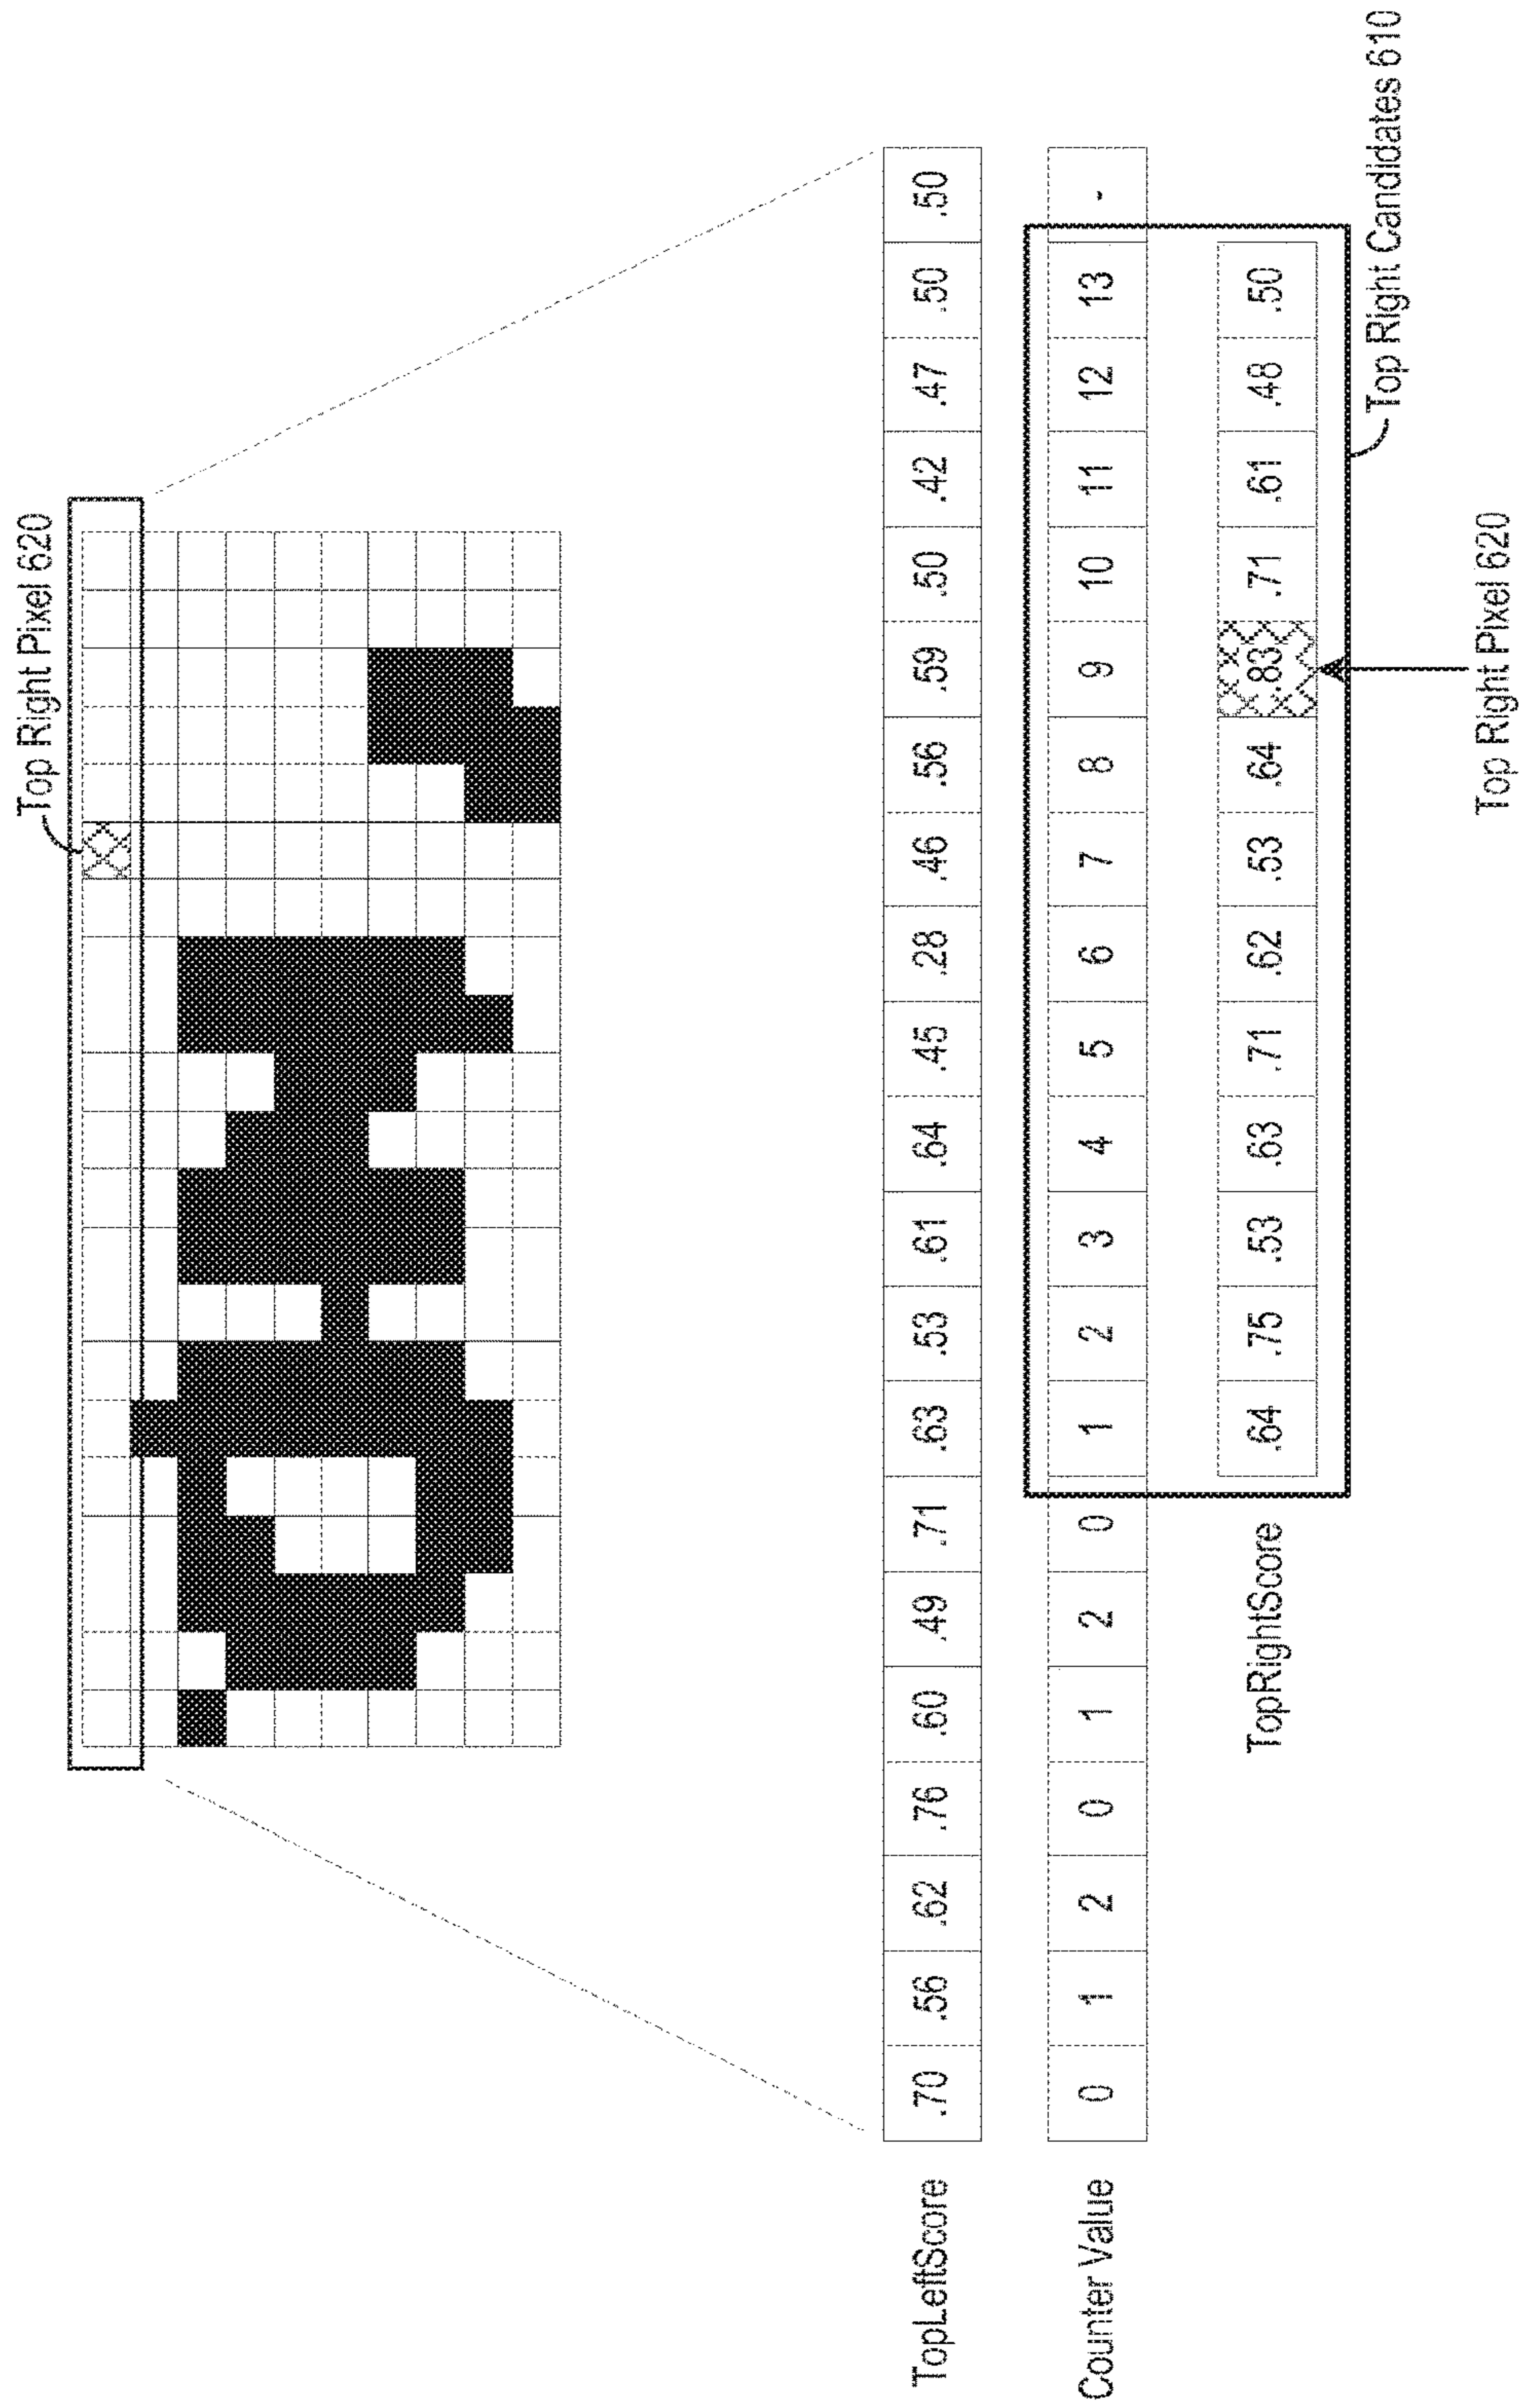 Top Right Pixel 620
TopLeftScore .70 .56 .62 .76 .60 .49 .71 .63 .53 .61 .64 .45 .28 .46 .56 .59 .50 .42 .47 .50 .50
Counter Value 0 1 2 0 1 2 0 1 2 3 4 5 6 7 8 9 10 11 12 13 -
TopRightScore .64 .75 .53 .63 .71 .62 .53 .64 .83 .71 .61 .48 .50
Top Right Candidates 610
Top Right Pixel 620